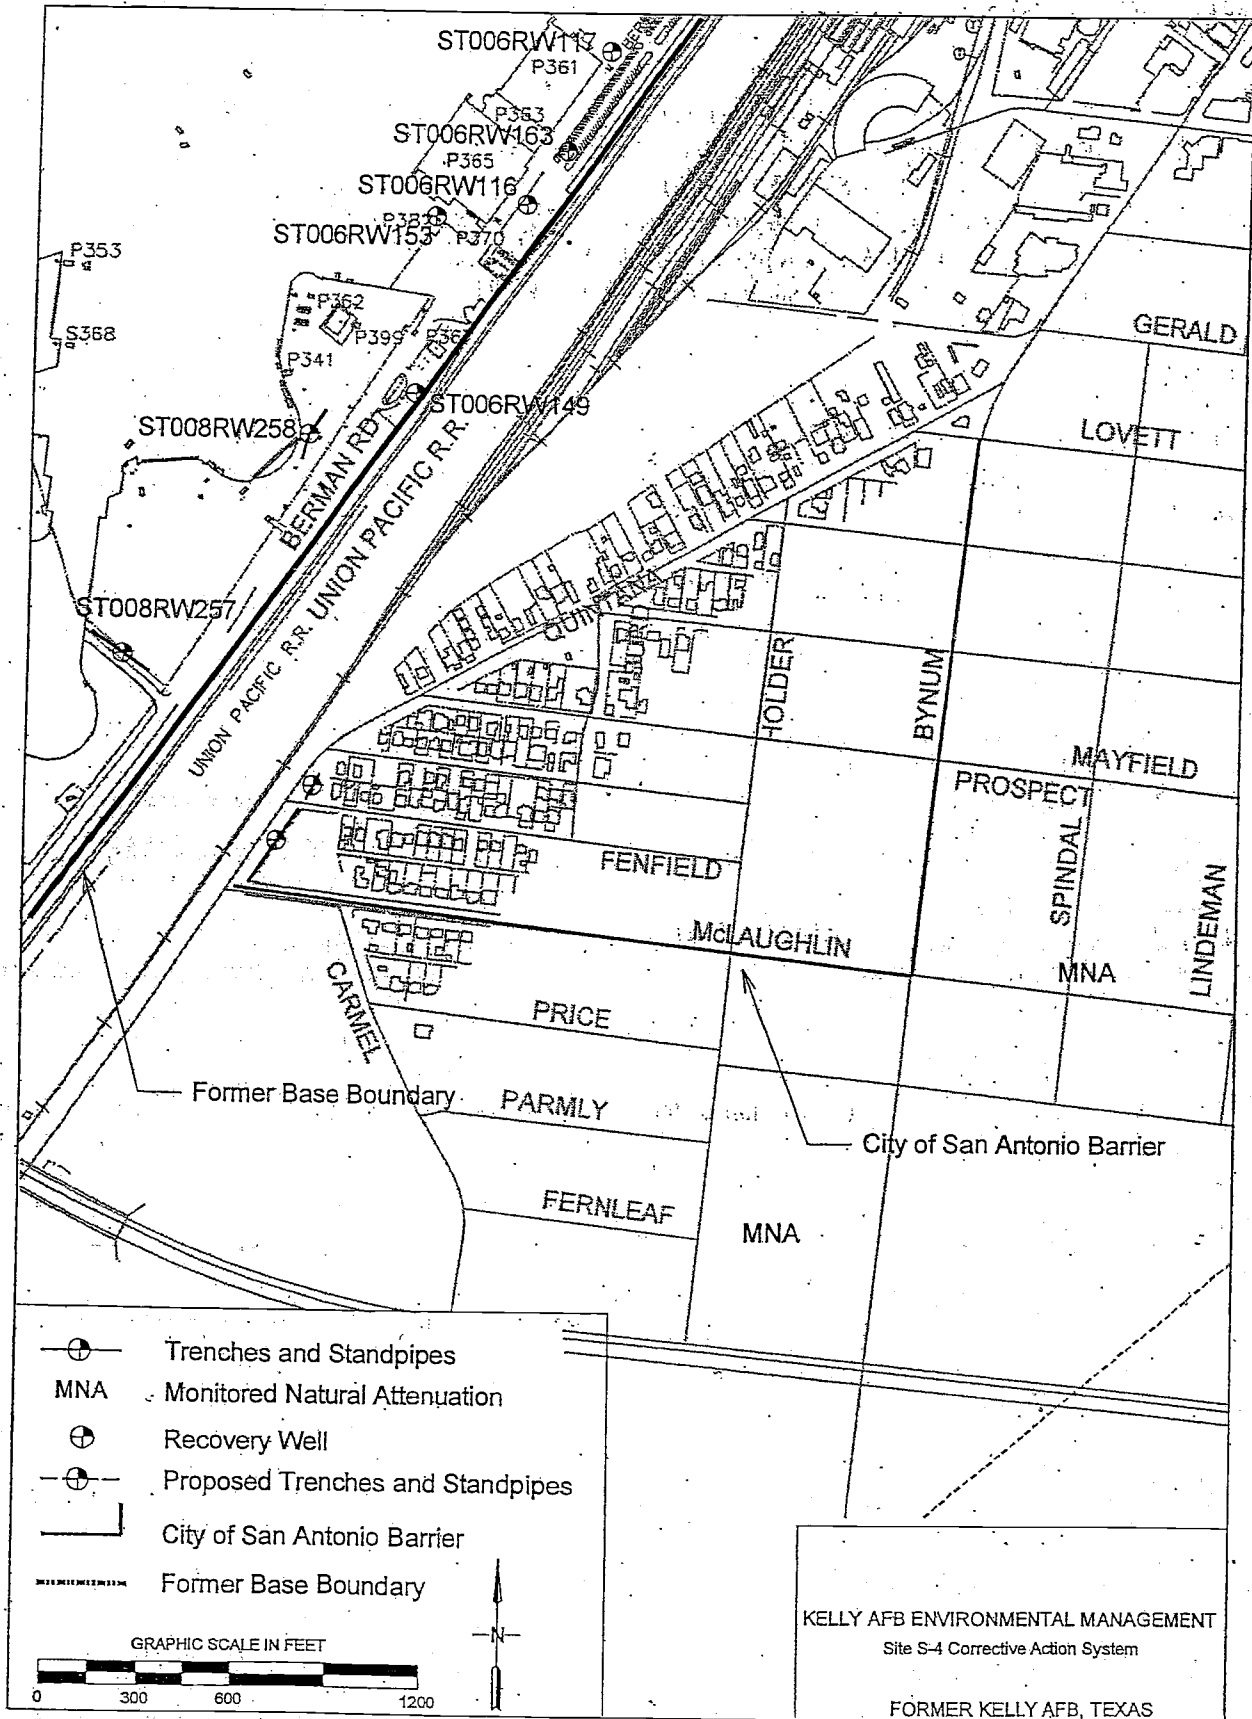 ST006RW117
P361
P363
ST006RW163
P365
ST006RW116
ST006RW153
P370
P353
S368
P362
P399
P341
ST006RW149
ST008RW258
BERMAN RD
UNION PACIFIC R.R.
UNION PACIFIC R.R.
ST008RW257
GERALD
LOVETT
QUINTANA
HOLDER
BYNUM
MAYFIELD
PROSPECT
SPINDAL
LINDEMAN
FENFIELD
McLAUGHLIN
MNA
CARMEL
PRICE
Former Base Boundary
PARMLY
City of San Antonio Barrier
FERNLEAF
MNA
Trenches and Standpipes
MNA Monitored Natural Attenuation
Recovery Well
Proposed Trenches and Standpipes
City of San Antonio Barrier
Former Base Boundary
GRAPHIC SCALE IN FEET
0 300 600 1200
N
KELLY AFB ENVIRONMENTAL MANAGEMENT
Site S-4 Corrective Action System
FORMER KELLY AFB, TEXAS